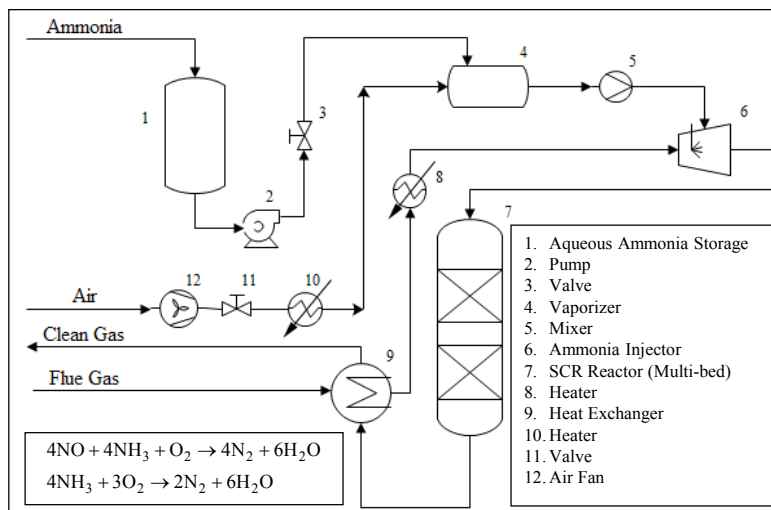 Ammonia
1
2
3
4
5
6
7
8
9
10
11
12
Air
Clean Gas
Flue Gas
4NO + 4NH₃ + O₂ → 4N₂ + 6H₂O
4NH₃ + 3O₂ → 2N₂ + 6H₂O
1. Aqueous Ammonia Storage
2. Pump
3. Valve
4. Vaporizer
5. Mixer
6. Ammonia Injector
7. SCR Reactor (Multi-bed)
8. Heater
9. Heat Exchanger
10. Heater
11. Valve
12. Air Fan